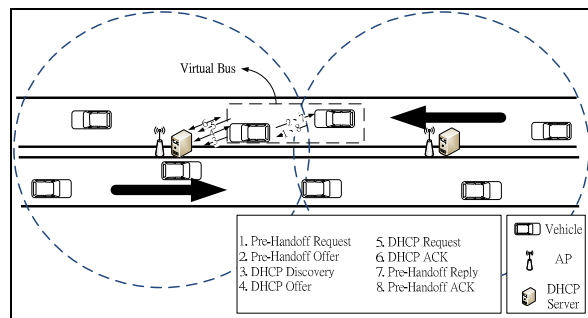 Virtual Bus
1. Pre-Handoff Request
2. Pre-Handoff Offer
3. DHCP Discovery
4. DHCP Offer
5. DHCP Request
6. DHCP ACK
7. Pre-Handoff Reply
8. Pre-Handoff ACK
Vehicle
AP
DHCP
Server